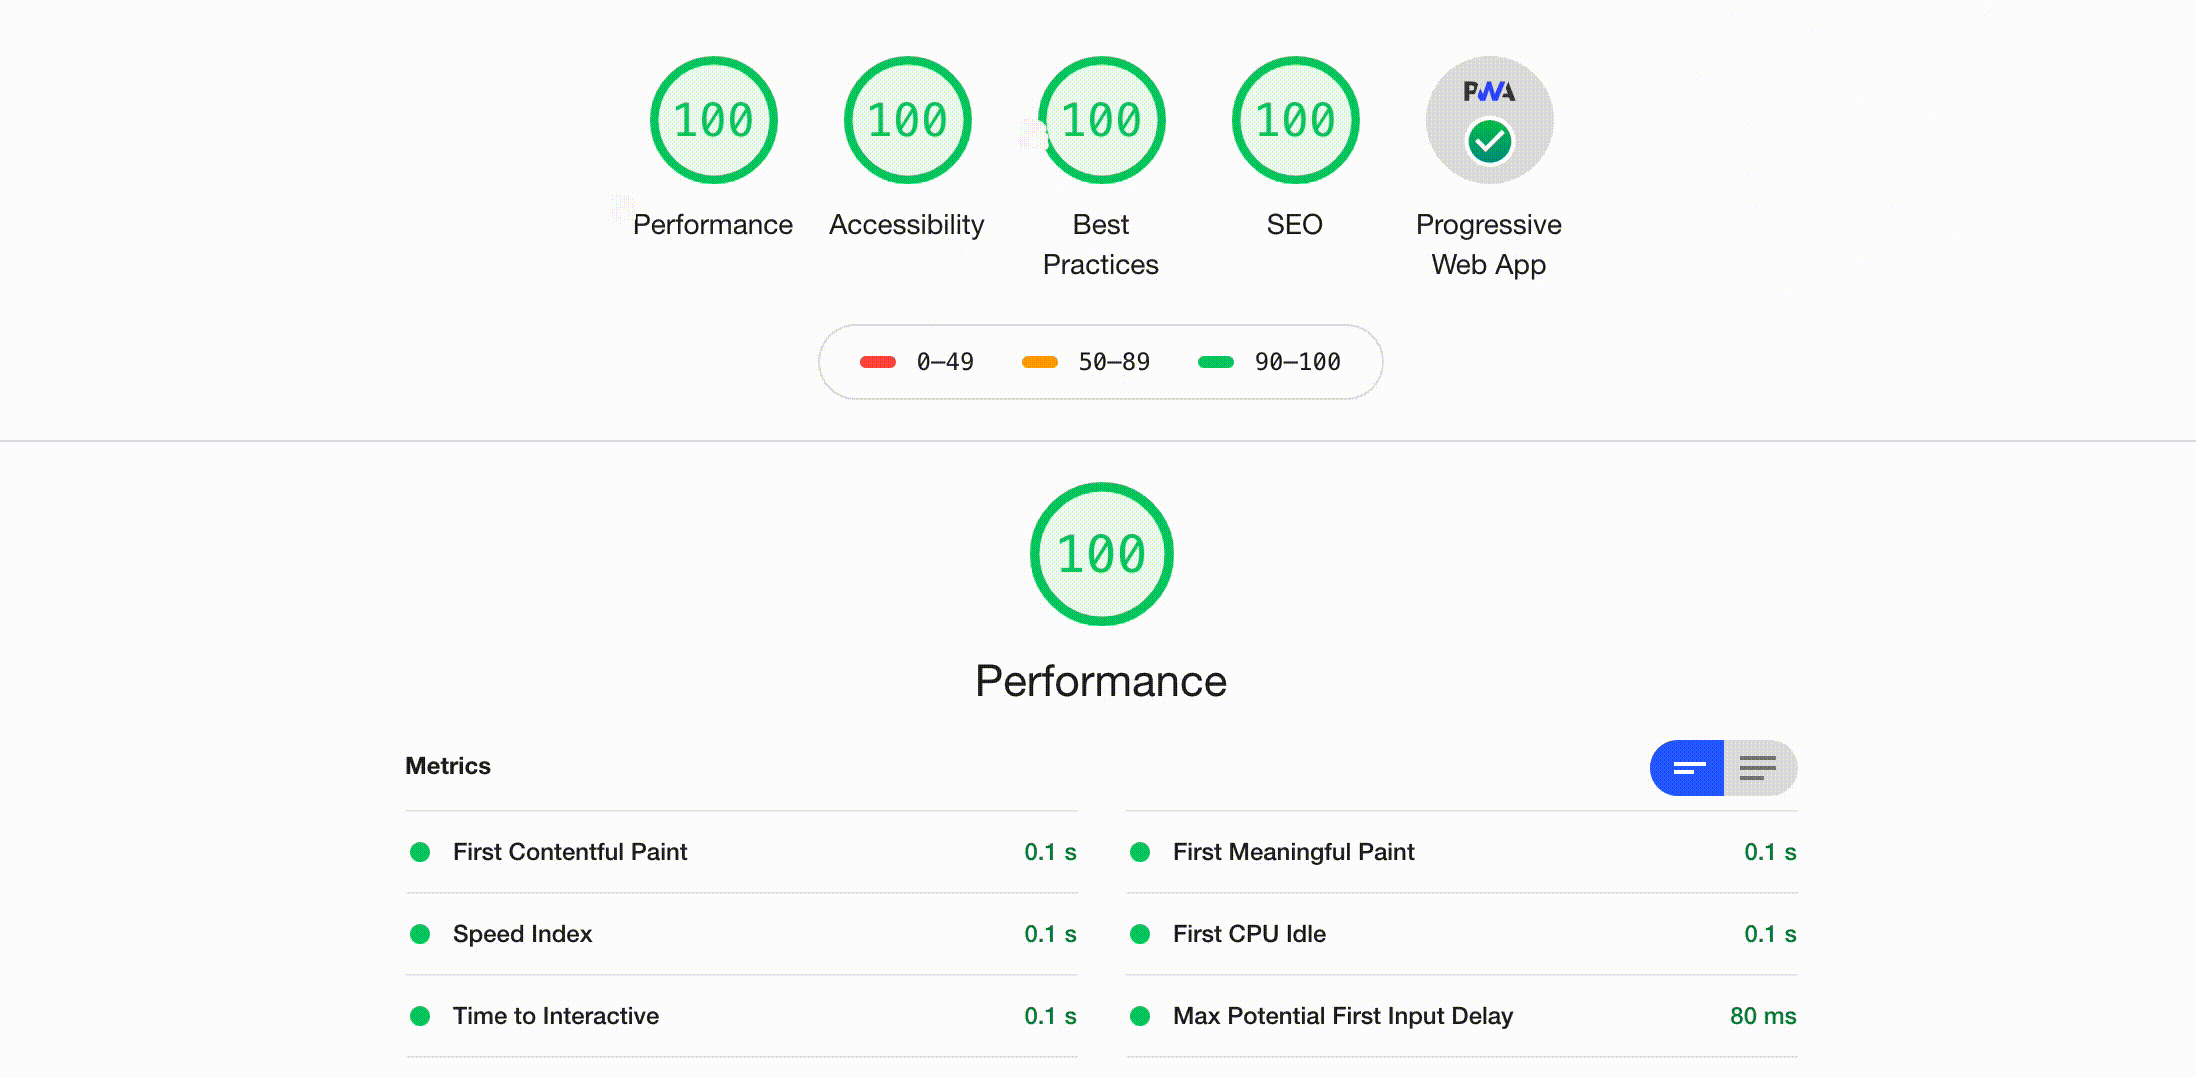 100 100 100 100 PWA
Performance Accessibility Best Practices SEO Progressive Web App
0–49 50–89 90–100
100
Performance
Metrics
First Contentful Paint 0.1 s
First Meaningful Paint 0.1 s
Speed Index 0.1 s
First CPU Idle 0.1 s
Time to Interactive 0.1 s
Max Potential First Input Delay 80 ms